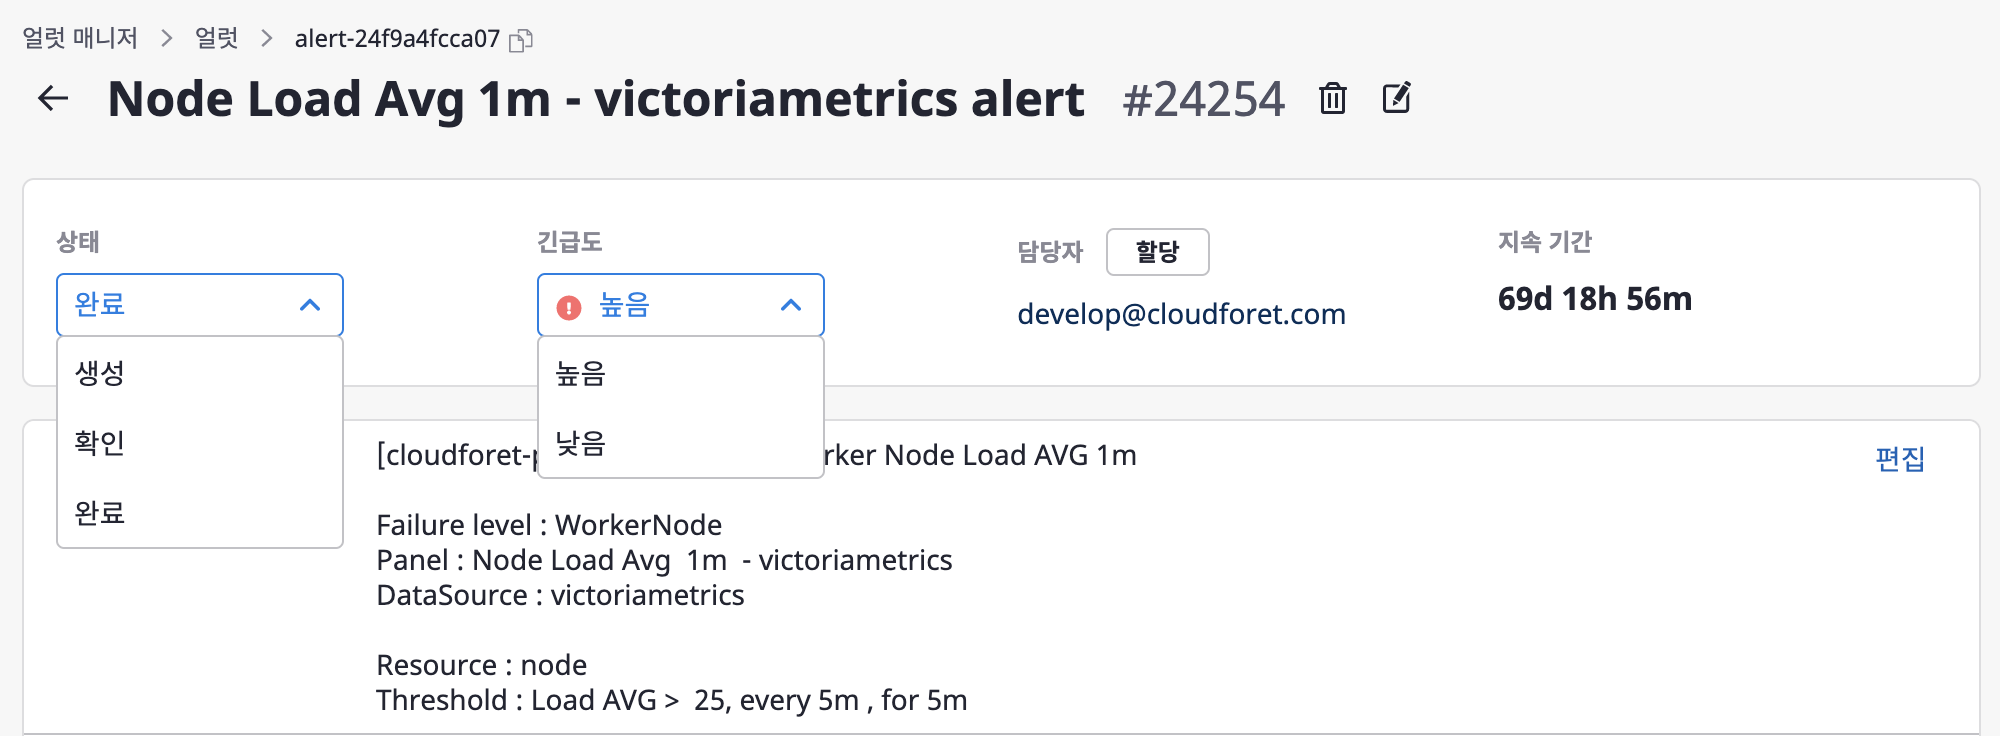 얼럿 매니저 > 얼럿 > alert-24f9a4fcca07
Node Load Avg 1m - victoriametrics alert #24254
상태
완료
생성
확인
완료
긴급도
높음
높음
낮음
담당자 할당
develop@cloudforet.com
지속 기간
69d 18h 56m
[cloudforet- rker Node Load AVG 1m
편집
Failure level : WorkerNode
Panel : Node Load Avg 1m - victoriametrics
DataSource : victoriametrics
Resource : node
Threshold : Load AVG > 25, every 5m , for 5m